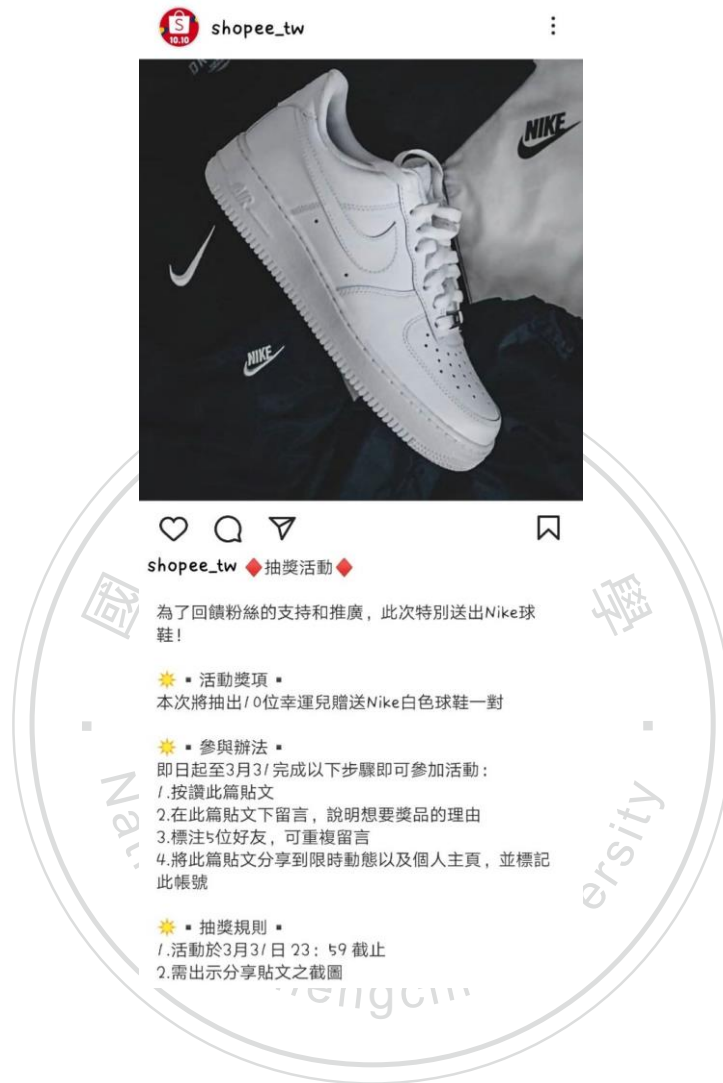 S
10.10
shopee_tw
NIKE
AIR
NIKE
shopee_tw ♦抽獎活動♦
為了回饋粉絲的支持和推廣，此次特別送出Nike球
鞋！
☀️▪活動獎項▪
本次將抽出10位幸運兒贈送Nike白色球鞋一對
☀️▪參與辦法▪
即日起至3月31完成以下步驟即可參加活動：
1.按讚此篇貼文
2.在此篇貼文下留言，說明想要獎品的理由
3.標注5位好友，可重複留言
4.將此篇貼文分享到限時動態以及個人主頁，並標記
此帳號
☀️▪抽獎規則▪
1.活動於3月31日 23：59 截止
2.需出示分享貼文之截圖
國
學